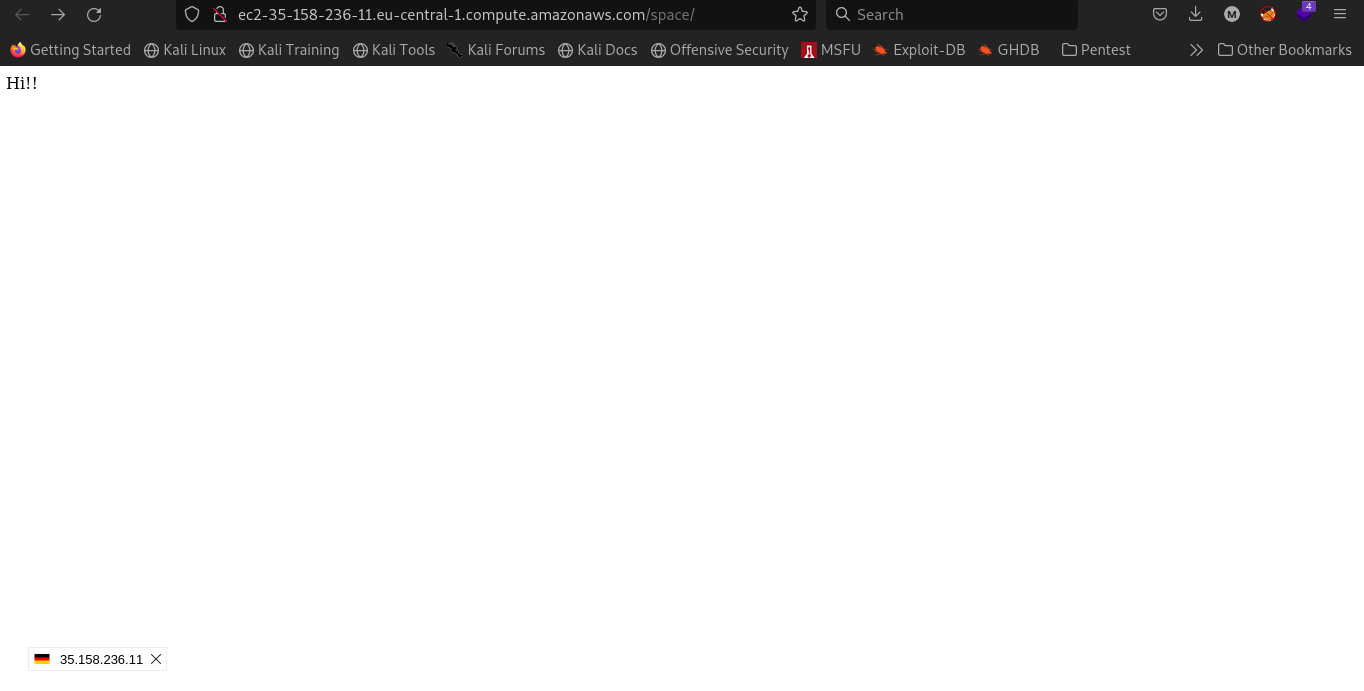 ec2-35-158-236-11.eu-central-1.compute.amazonaws.com/space/ Search M 4
Getting Started Kali Linux Kali Training Kali Tools Kali Forums Kali Docs Offensive Security MSFU Exploit-DB GHDB Pentest Other Bookmarks
Hi!!
35.158.236.11